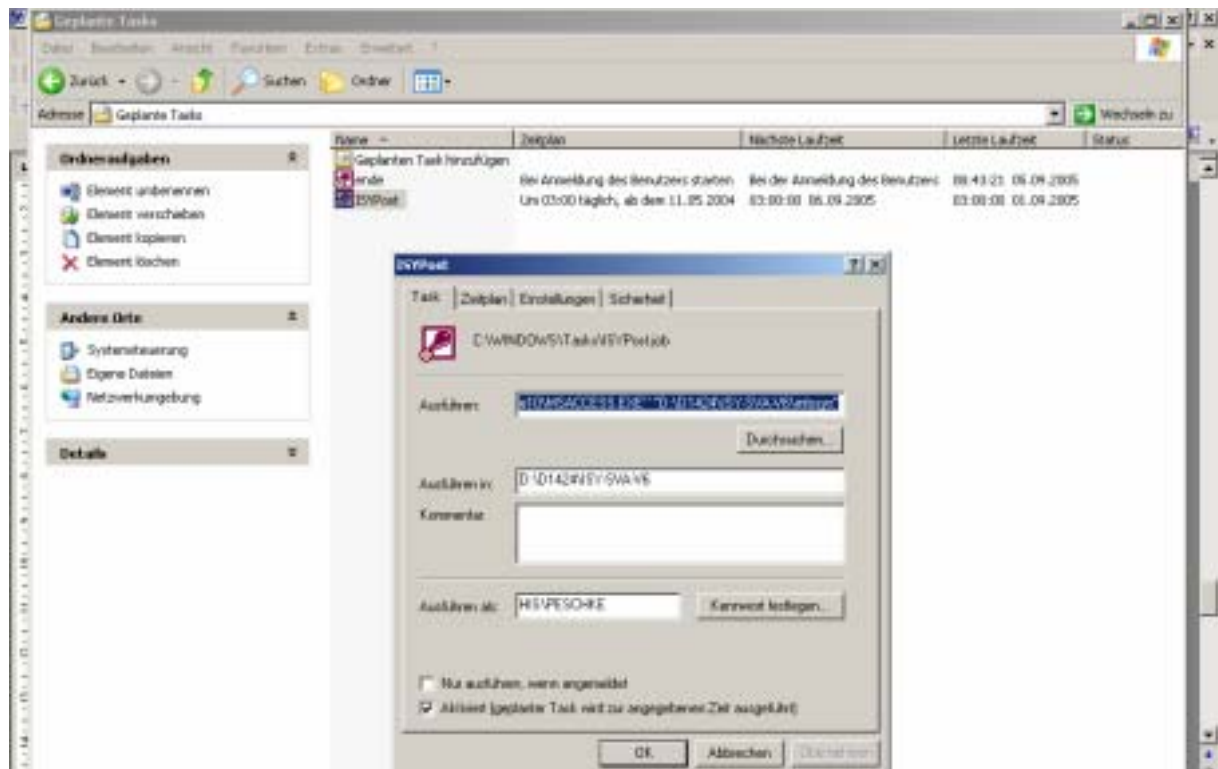 Geplante Tasks
Datei Bearbeiten Ansicht Favoriten Extras Erweitert ?
Zurück Suchen Ordner
Adresse Geplante Tasks Wechseln zu
Name Zeitplan Nächste Laufzeit Letzte Laufzeit Status
Geplanten Task hinzufügen
ende Bei Anmeldung des Benutzers starten Bei der Anmeldung des Benutzers 08:43:21 05.09.2005
ISYPost Um 03:00 täglich, ab dem 11.05.2004 03:00:00 06.09.2005 03:00:00 01.09.2005
Ordneraufgaben
Element umbenennen
Element verschieben
Element kopieren
Element löschen
Andere Orte
Systemsteuerung
Eigene Dateien
Netzwerkumgebung
Details
ISYPost
Task Zeitplan Einstellungen Sicherheit
C:\WINDOWS\Tasks\ISYPost.job
Ausführen:
Durchsuchen...
Ausführen in: D:\D142#\ISY-SVA-V6
Kommentar:
Ausführen als: HIS\PESCHKE Kennwort festlegen...
Nur ausführen, wenn angemeldet
Aktiviert (geplanter Task wird zur angegebenen Zeit ausgeführt)
OK Abbrechen Übernehmen